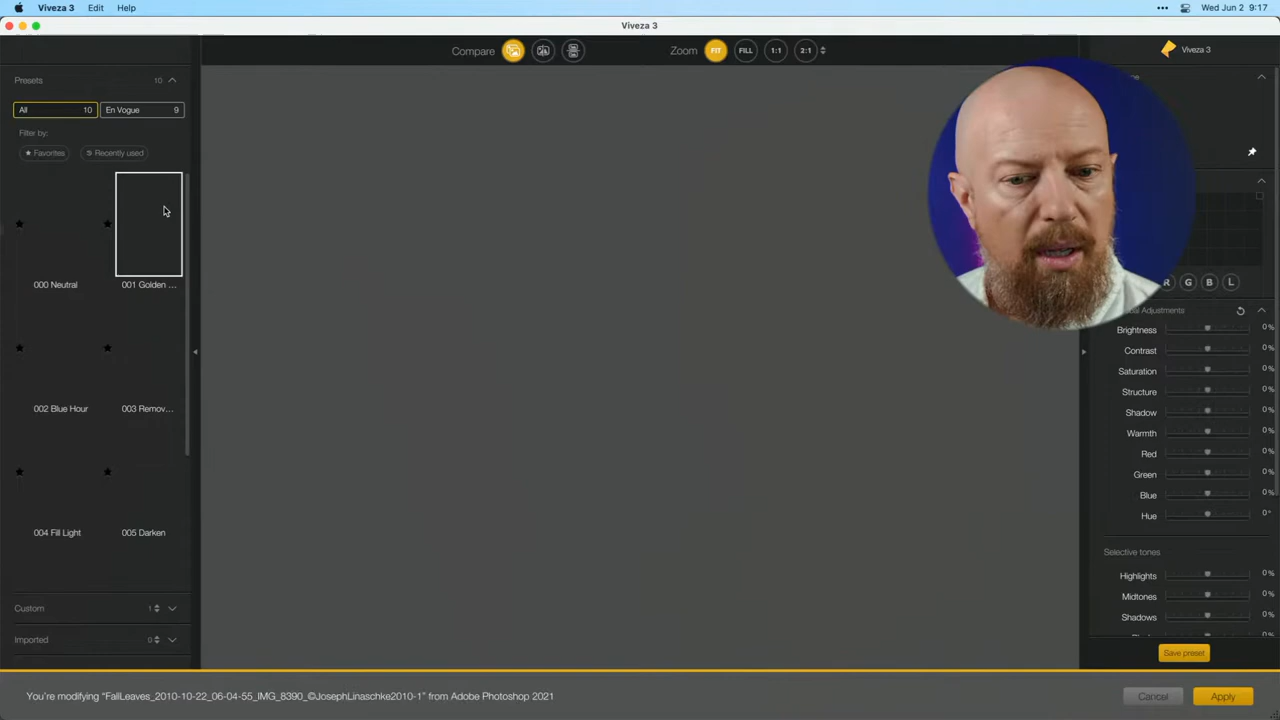 Viveza 3 Edit Help
Wed Jun 2 9:17
Viveza 3
Compare
Zoom FIT FILL 1:1 2:1
Viveza 3
Presets 10
All 10 En Vogue 9
Filter by:
Favorites Recently used
000 Neutral 001 Golden ...
002 Blue Hour 003 Remov...
004 Fill Light 005 Darken
Custom 1
Imported 0
R G B L
Adjustments
Brightness 0%
Contrast 0%
Saturation 0%
Structure 0%
Shadow 0%
Warmth 0%
Red 0%
Green 0%
Blue 0%
Hue 0°
Selective tones
Highlights 0%
Midtones 0%
Shadows 0%
Save preset
You're modifying "FallLeaves_2010-10-22_06-04-55_IMG_8390_©JosephLinaschke2010-1" from Adobe Photoshop 2021
Cancel Apply